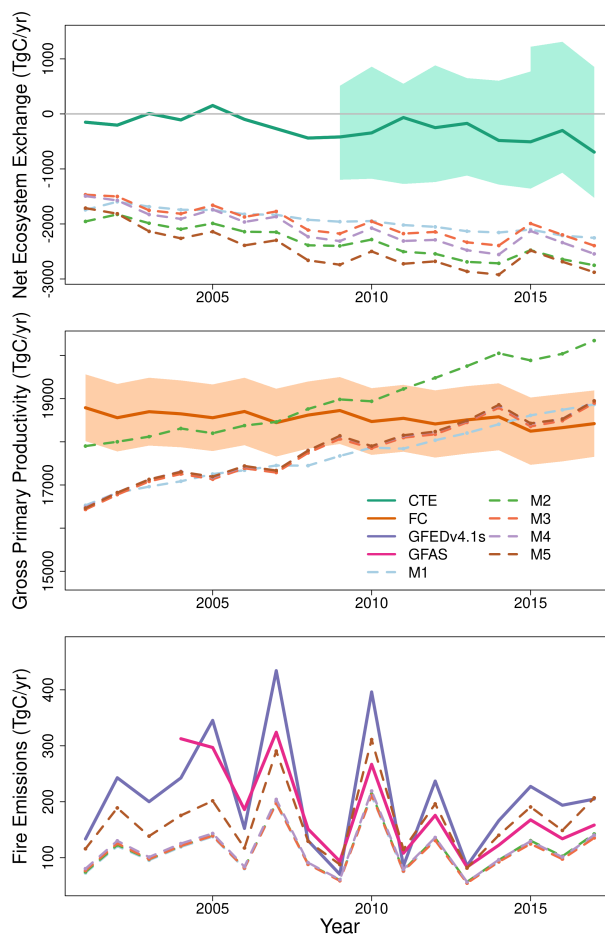 Net Ecosystem Exchange (TgC/yr)
1000
0
-1000
-2000
-3000
2005
2010
2015
Gross Primary Productivity (TgC/yr)
19000
17000
15000
CTE
FC
GFEDv4.1s
GFAS
M1
M2
M3
M4
M5
2005
2010
2015
Fire Emissions (TgC/yr)
400
300
200
100
2005
2010
2015
Year